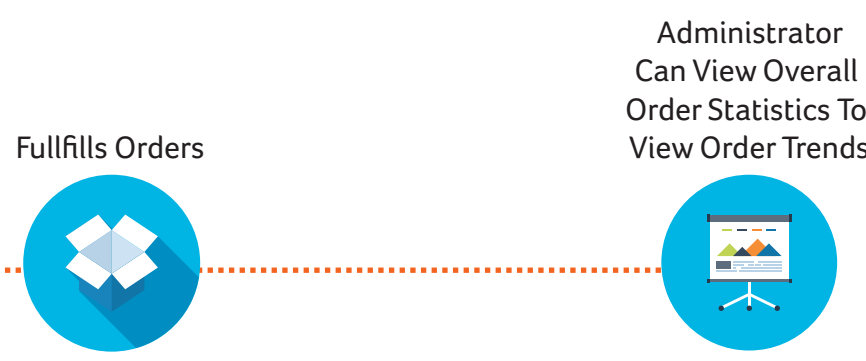 Fullfills Orders
Administrator
Can View Overall
Order Statistics To
View Order Trends